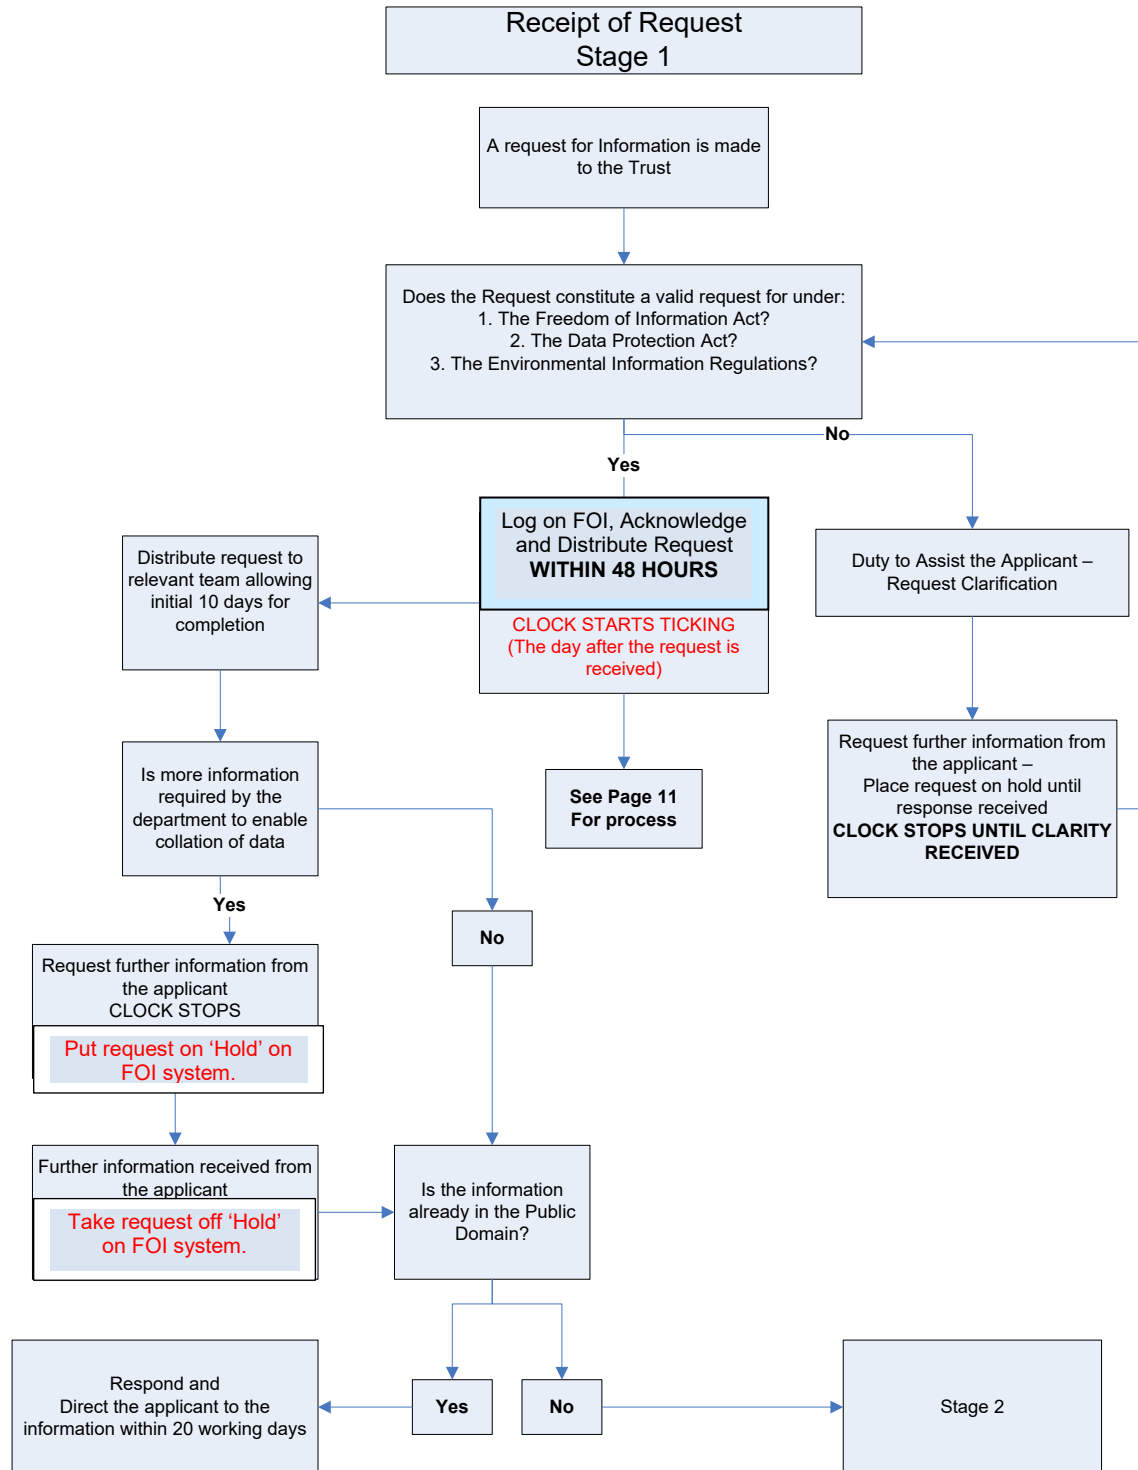 Receipt of Request
Stage 1
A request for Information is made
to the Trust
Does the Request constitute a valid request for under:
1. The Freedom of Information Act?
2. The Data Protection Act?
3. The Environmental Information Regulations?
No
Yes
Log on FOI, Acknowledge
and Distribute Request
WITHIN 48 HOURS
CLOCK STARTS TICKING
(The day after the request is
received)
Distribute request to
relevant team allowing
initial 10 days for
completion
Duty to Assist the Applicant –
Request Clarification
Is more information
required by the
department to enable
collation of data
See Page 11
For process
Request further information from
the applicant –
Place request on hold until
response received
CLOCK STOPS UNTIL CLARITY
RECEIVED
Yes
No
Request further information from
the applicant
CLOCK STOPS
Put request on ‘Hold’ on
FOI system.
Further information received from
the applicant
Take request off ‘Hold’
on FOI system.
Is the information
already in the Public
Domain?
Respond and
Direct the applicant to the
information within 20 working days
Yes
No
Stage 2